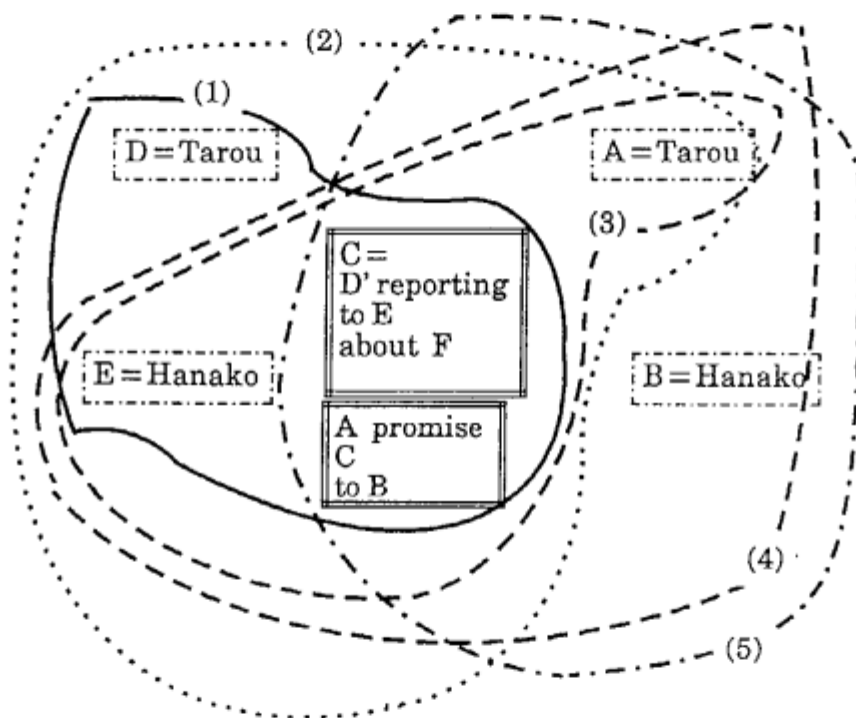 (2)
(1)
D=Tarou
A=Tarou
(3)
C=
D' reporting
to E
about F
E=Hanako
B=Hanako
A promise
C
to B
(4)
(5)